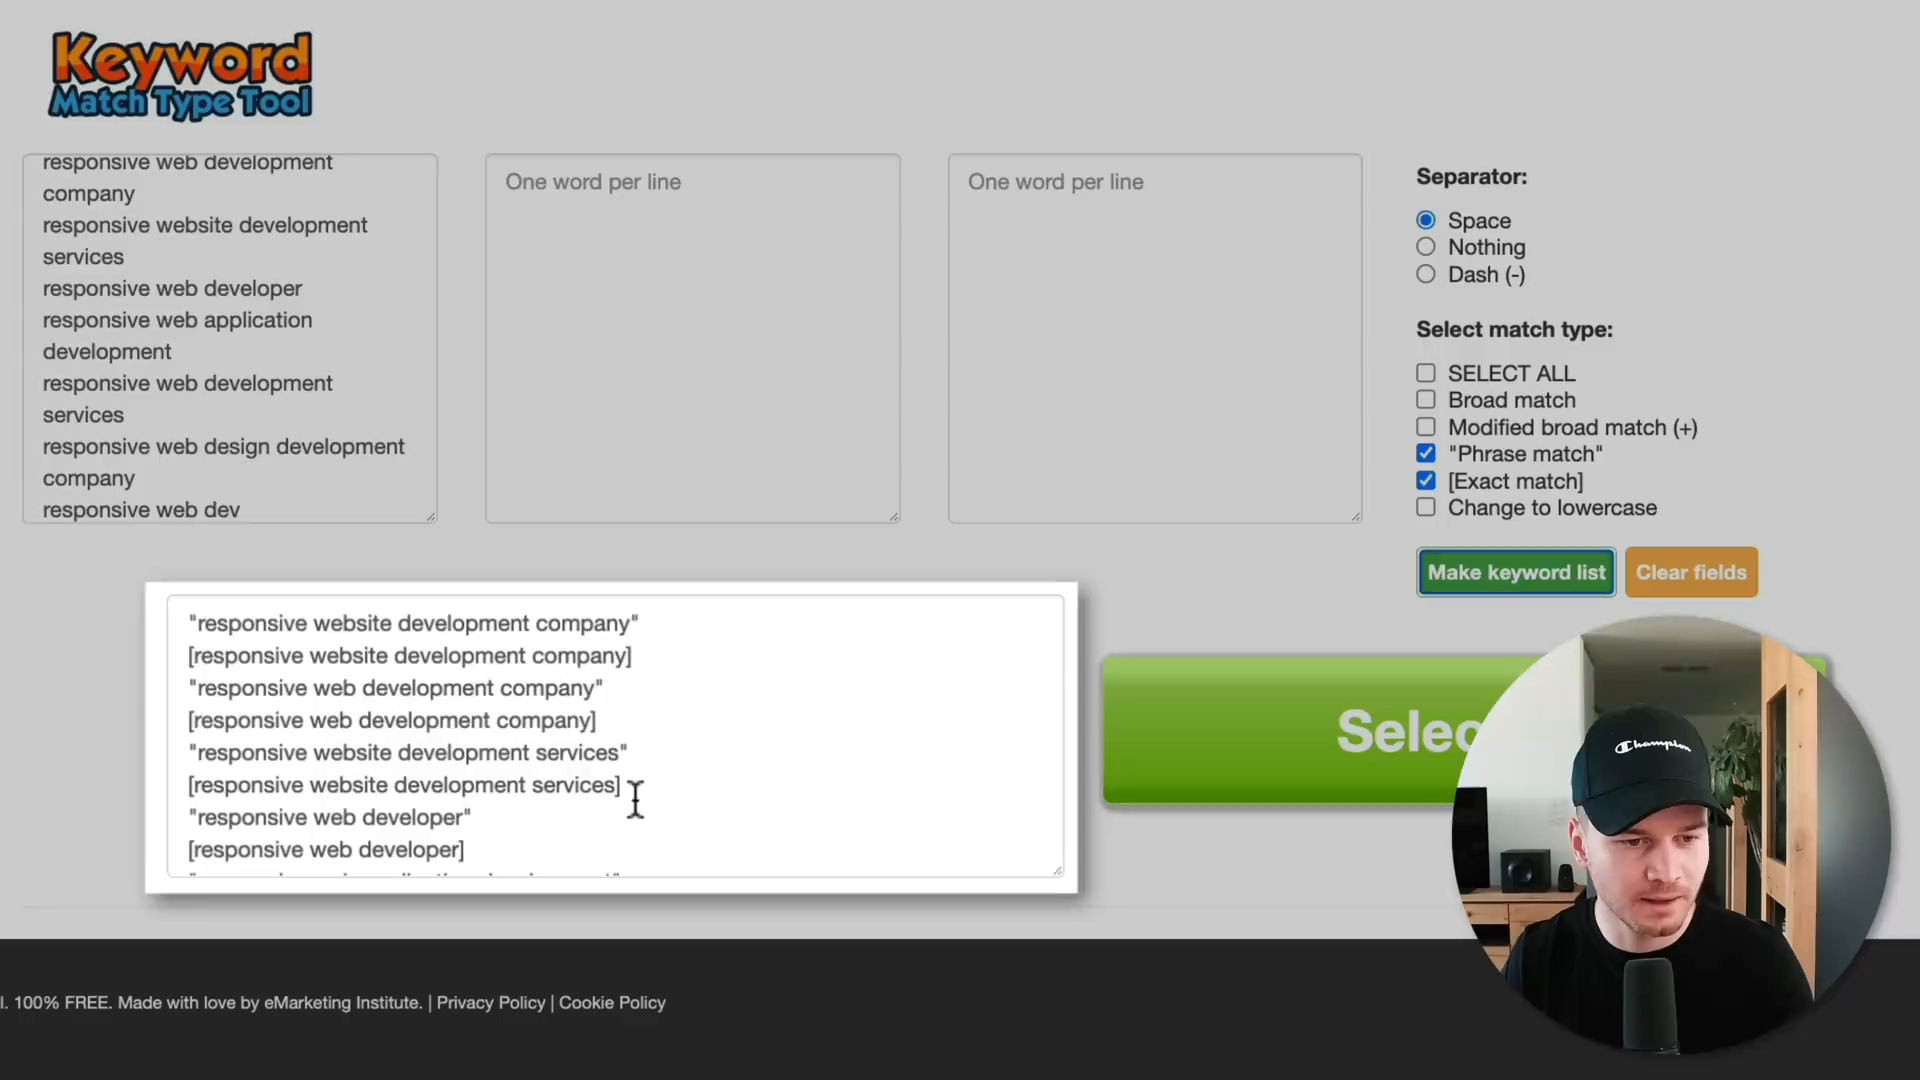 Keyword
Match Type Tool
responsive web development
company
responsive website development
services
responsive web developer
responsive web application
development
responsive web development
services
responsive web design development
company
responsive web dev
One word per line
One word per line
Separator:
Space
Nothing
Dash (-)
Select match type:
SELECT ALL
Broad match
Modified broad match (+)
"Phrase match"
[Exact match]
Change to lowercase
Make keyword list
Clear fields
"responsive website development company"
[responsive website development company]
"responsive web development company"
[responsive web development company]
"responsive website development services"
[responsive website development services]
"responsive web developer"
[responsive web developer]
Selec
Champion
l. 100% FREE. Made with love by eMarketing Institute. | Privacy Policy | Cookie Policy